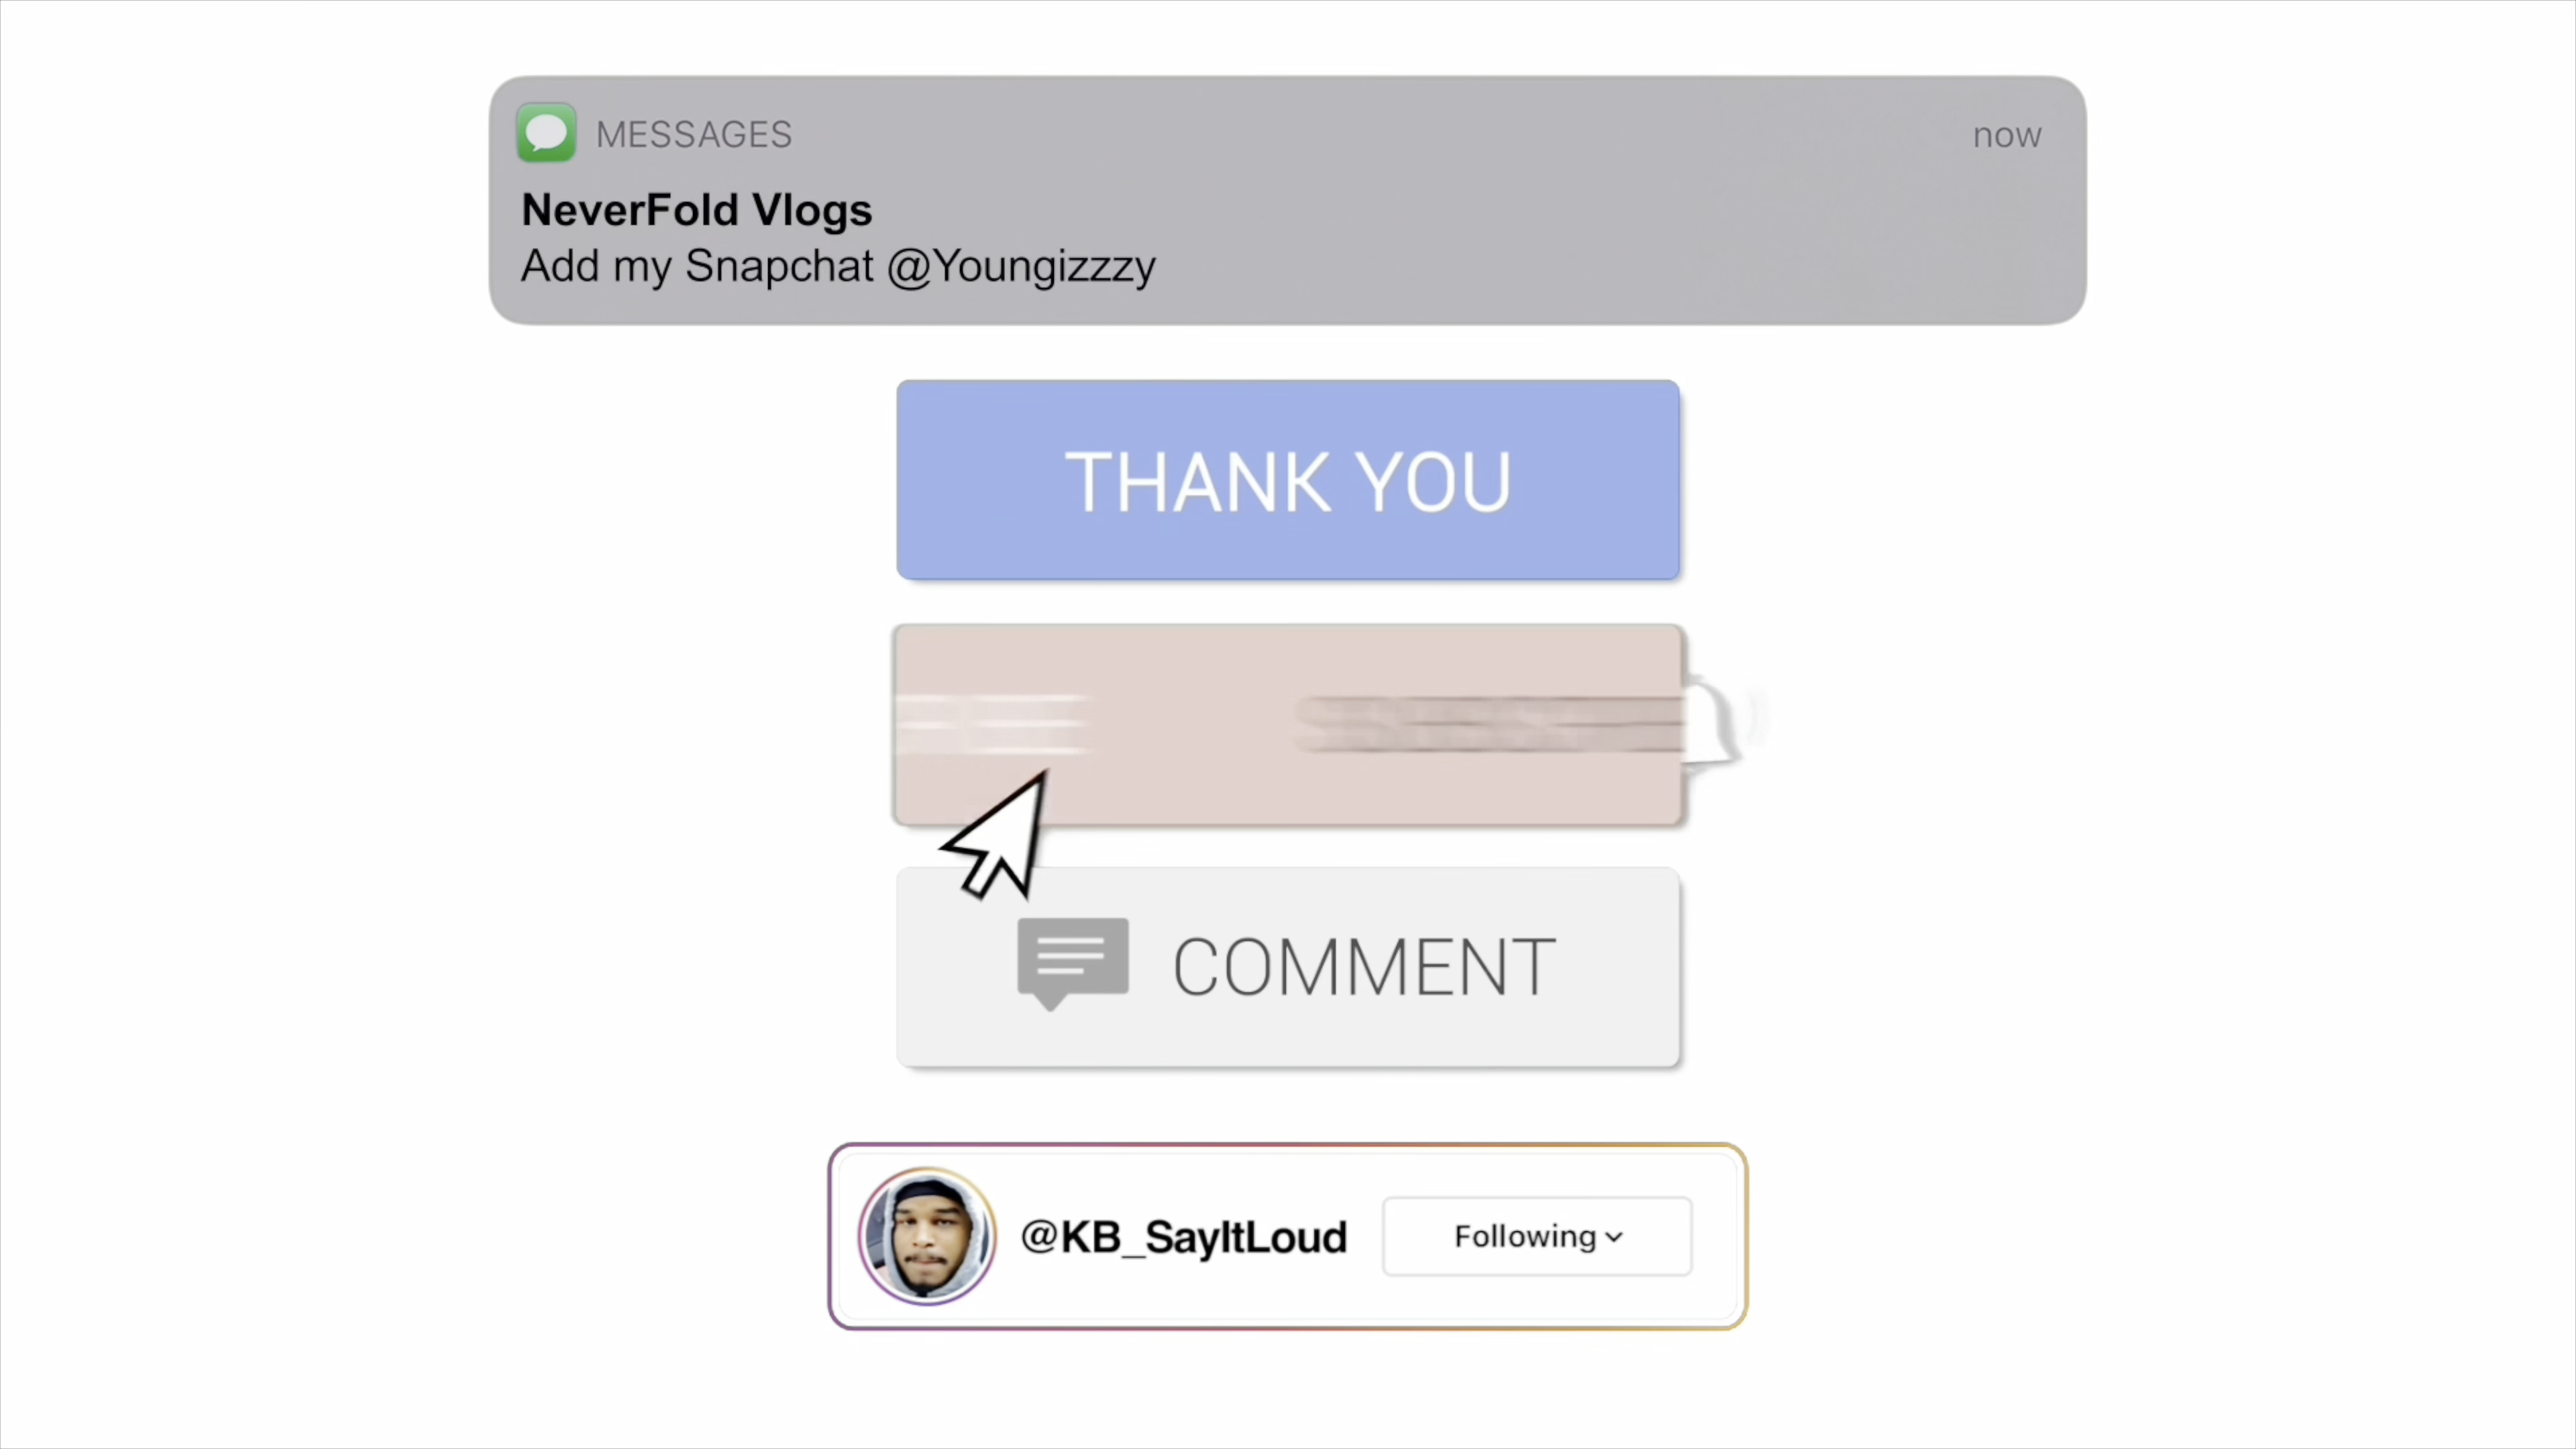 MESSAGES now
NeverFold Vlogs
Add my Snapchat @Youngizzzy
THANK YOU
COMMENT
@KB_SayItLoud Following